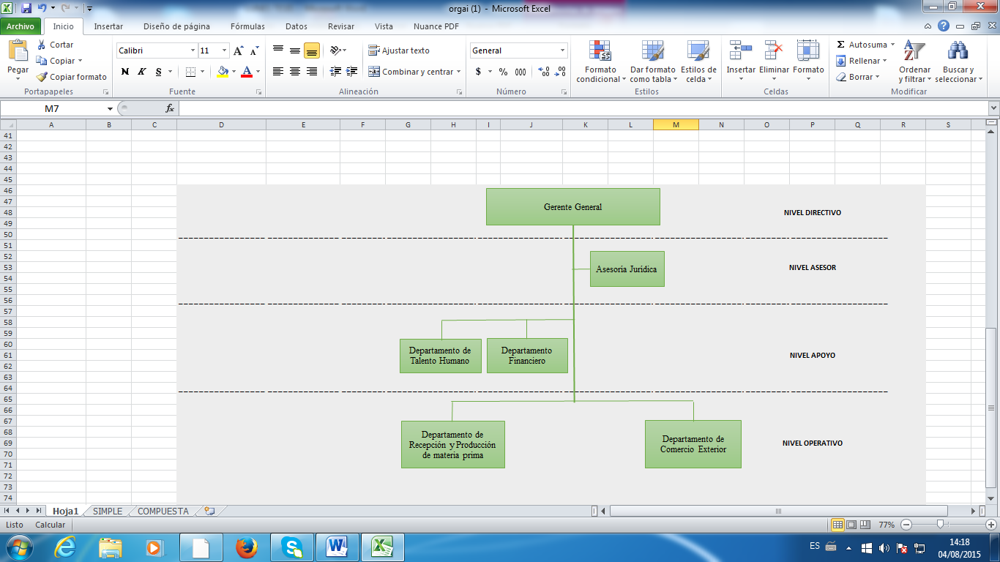 orgai (1) - Microsoft Excel
Archivo Inicio Insertar Diseño de página Fórmulas Datos Revisar Vista Nuance PDF
Pegar
Cortar
Copiar
Copiar formato
Portapapeles
Calibri 11
N K S
Fuente
Ajustar texto
Combinar y centrar
Alineación
General
$ % 000
Número
Formato condicional
Dar formato como tabla
Estilos de celda
Estilos
Insertar Eliminar Formato
Celdas
Autosuma
Rellenar
Borrar
Ordenar y filtrar
Buscar y seleccionar
Modificar
M7 fx
A B C D E F G H I J K L M N O P Q R S
41
42
43
44
45
46
47
48
49
50
51
52
53
54
55
56
57
58
59
60
61
62
63
64
65
66
67
68
69
70
71
72
73
74
Gerente General
NIVEL DIRECTIVO
Asesoría Jurídica
NIVEL ASESOR
Departamento de
Talento Humano
Departamento
Financiero
NIVEL APOYO
Departamento de
Recepción y Producción
de materia prima
Departamento de
Comercio Exterior
NIVEL OPERATIVO
Hoja1 SIMPLE COMPUESTA
Listo Calcular 77%
ES 14:18
04/08/2015